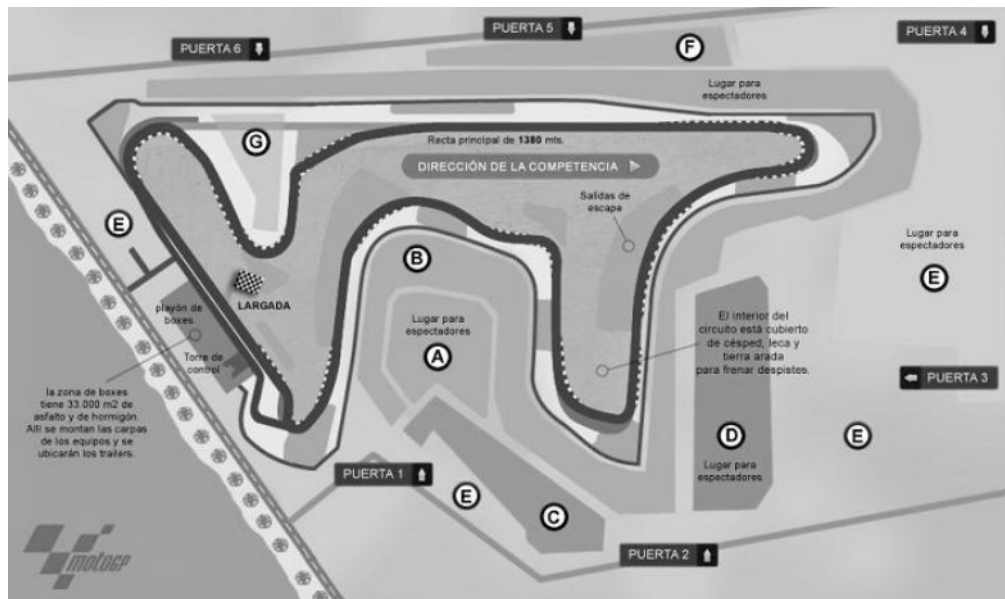 PUERTA 6
PUERTA 5
PUERTA 4
F
Lugar para
espectadores
G
Recta principal de 1380 mts.
DIRECCIÓN DE LA COMPETENCIA
Salidas de
escape
E
B
Lugar para
espectadores
E
LARGADA
playón de
boxes
Torre de
control
Lugar para
espectadores
A
El interior del
circuito está cubierto
de césped, leca y
tierra arada
para frenar despistes.
PUERTA 3
la zona de boxes
tiene 33.000 m2 de
asfalto y de hormigón.
Allí se montan las carpas
de los equipos y se
ubicarán los trailers.
D
Lugar para
espectadores
E
PUERTA 1
E
C
PUERTA 2
motoGP